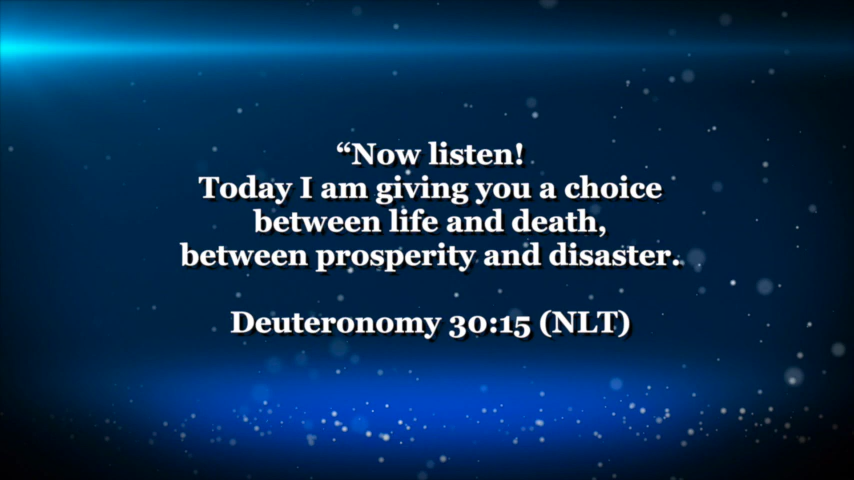 “Now listen!
Today I am giving you a choice
between life and death,
between prosperity and disaster.
Deuteronomy 30:15 (NLT)